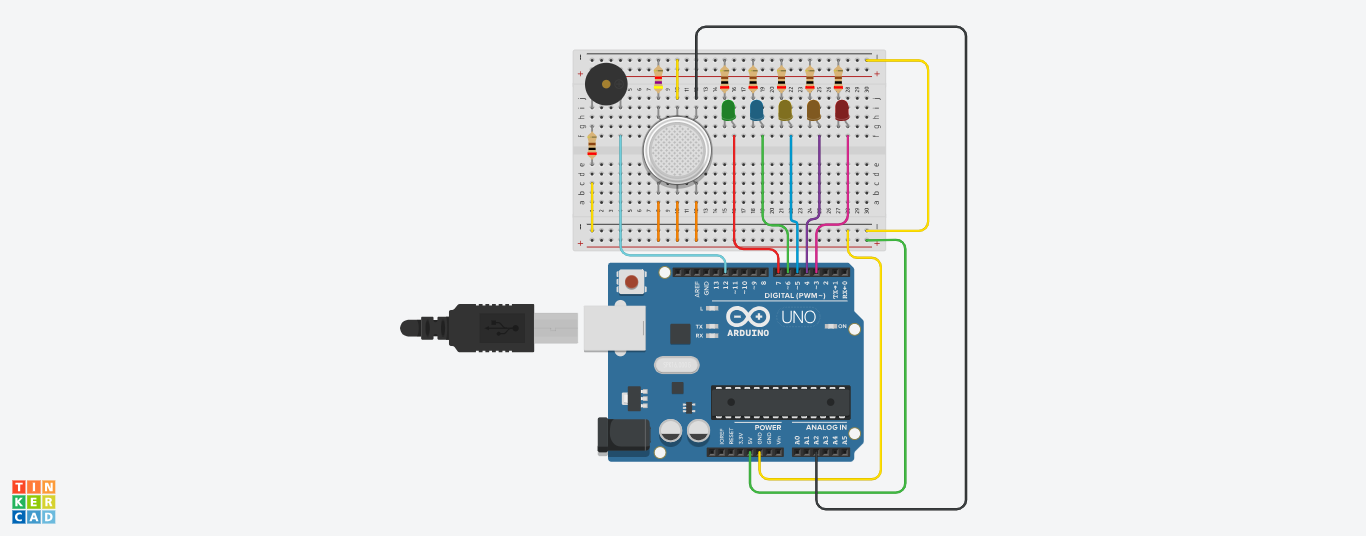 AREF
GND
13
12
~11
~10
~9
8
7
~6
~5
4
~3
2
TX→1
RX←0
DIGITAL (PWM~)
L
TX
RX
UNO
ARDUINO
ON
POWER
ANALOG IN
IOREF
RESET
3.3V
5V
GND
GND
Vin
A0
A1
A2
A3
A4
A5
TIN
KER
CAD